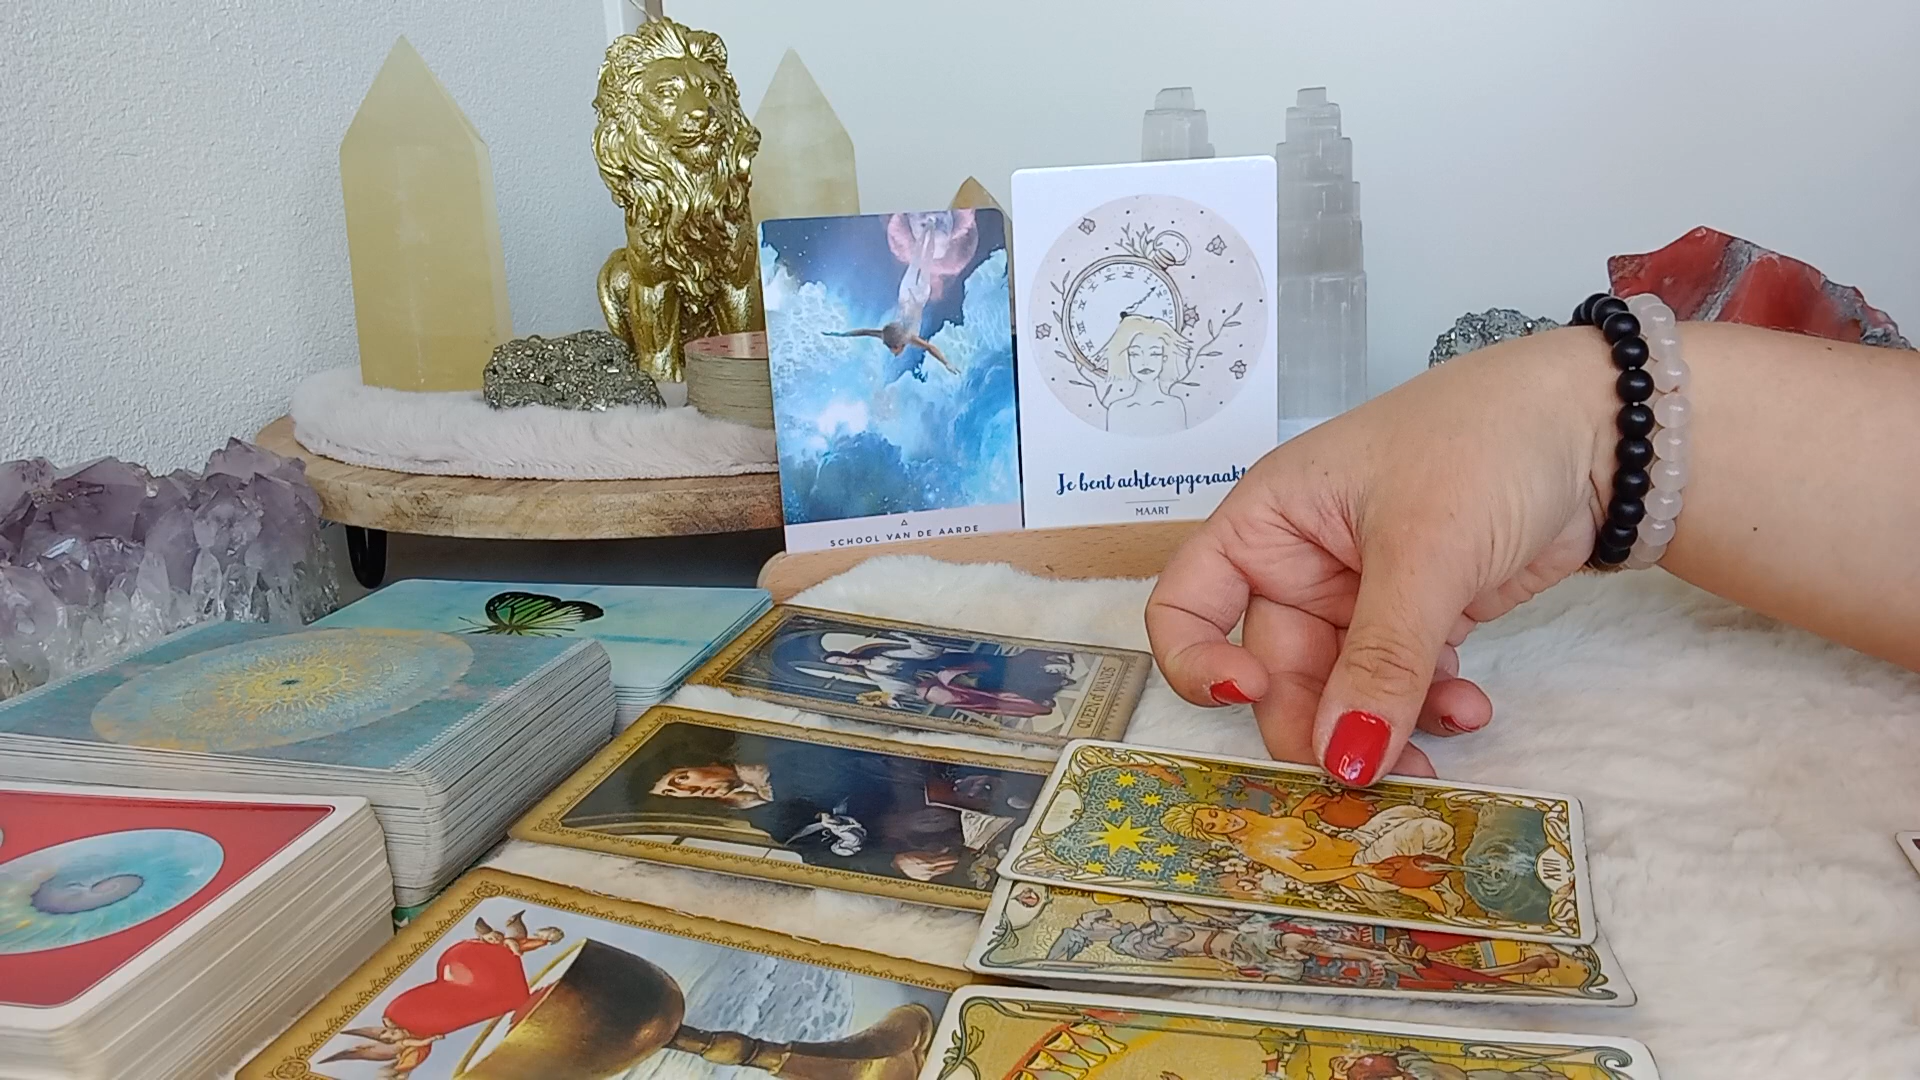 Je bent achteropgeraakt
MAART
SCHOOL VAN DE AARDE
QUEEN of WANDS
XVII